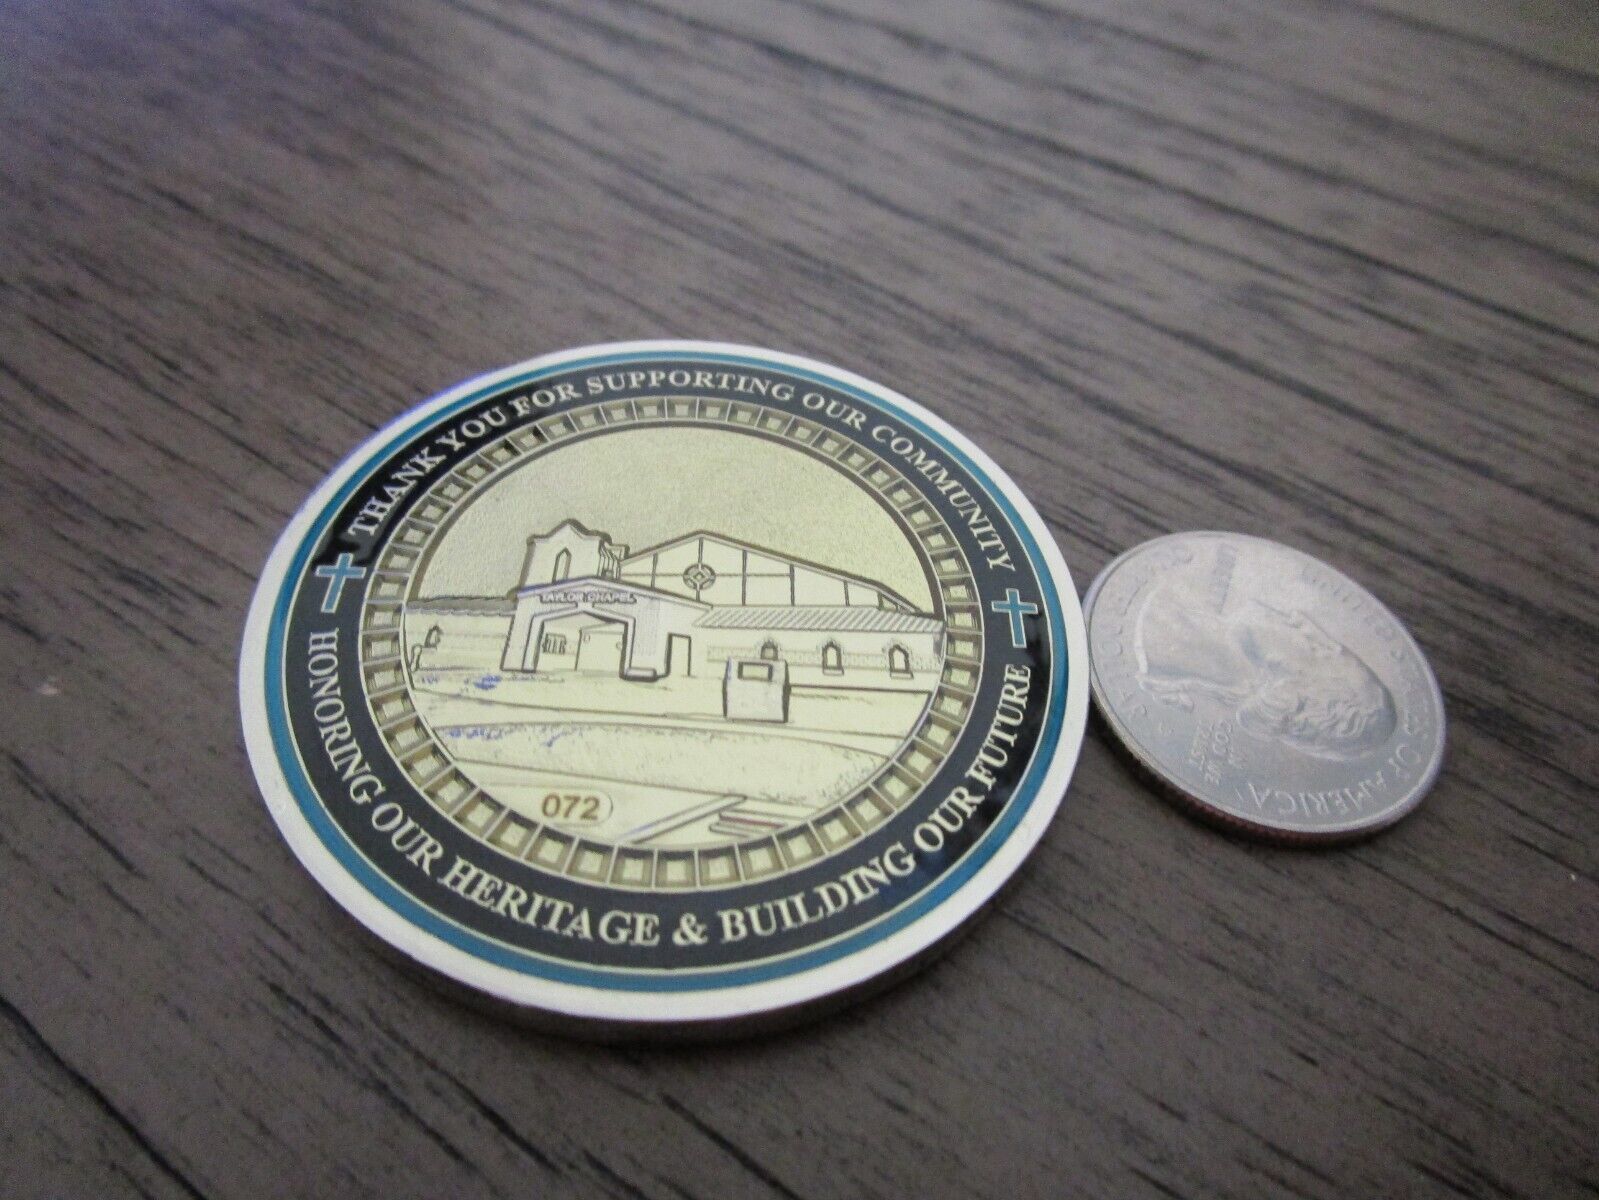 THANK YOU FOR SUPPORTING OUR COMMUNITY
HONORING OUR HERITAGE & BUILDING OUR FUTURE
TAYLOR CHAPEL
072
UNITED STATES OF AMERICA
IN GOD WE TRUST